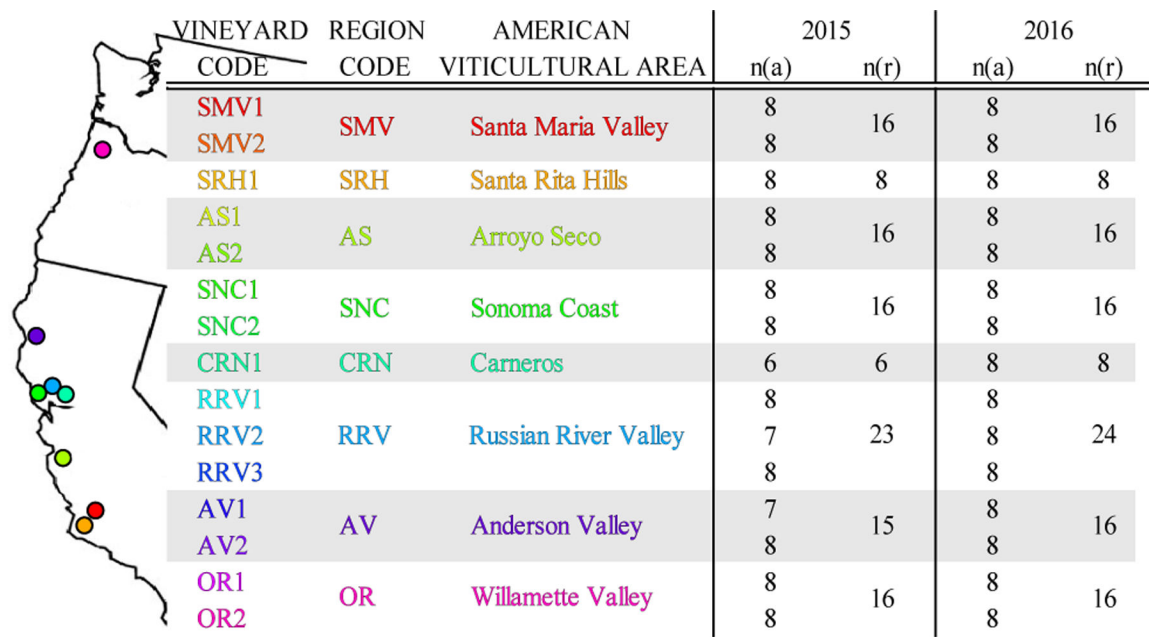 VINEYARD REGION AMERICAN 2015 2016
CODE CODE VITICULTURAL AREA n(a) n(r) n(a) n(r)
SMV1 8 8
SMV Santa Maria Valley 16 16
SMV2 8 8
SRH1 SRH Santa Rita Hills 8 8 8 8
AS1 8 8
AS Arroyo Seco 16 16
AS2 8 8
SNC1 8 8
SNC Sonoma Coast 16 16
SNC2 8 8
CRN1 CRN Carneros 6 6 8 8
RRV1 8 8
RRV2 RRV Russian River Valley 7 23 8 24
RRV3 8 8
AV1 7 8
AV Anderson Valley 15 16
AV2 8 8
OR1 8 8
OR Willamette Valley 16 16
OR2 8 8